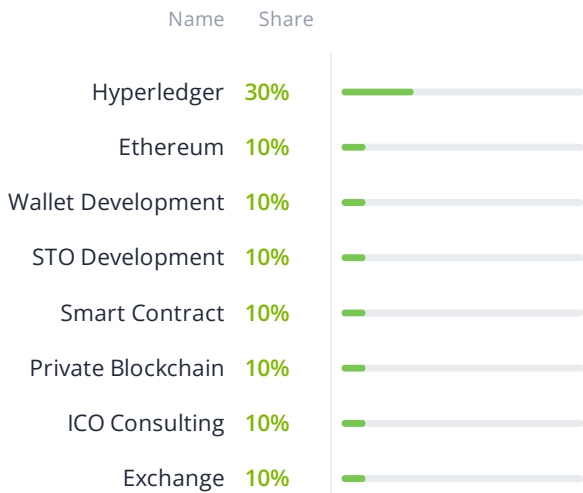 Name Share
Hyperledger 30%
Ethereum 10%
Wallet Development 10%
STO Development 10%
Smart Contract 10%
Private Blockchain 10%
ICO Consulting 10%
Exchange 10%